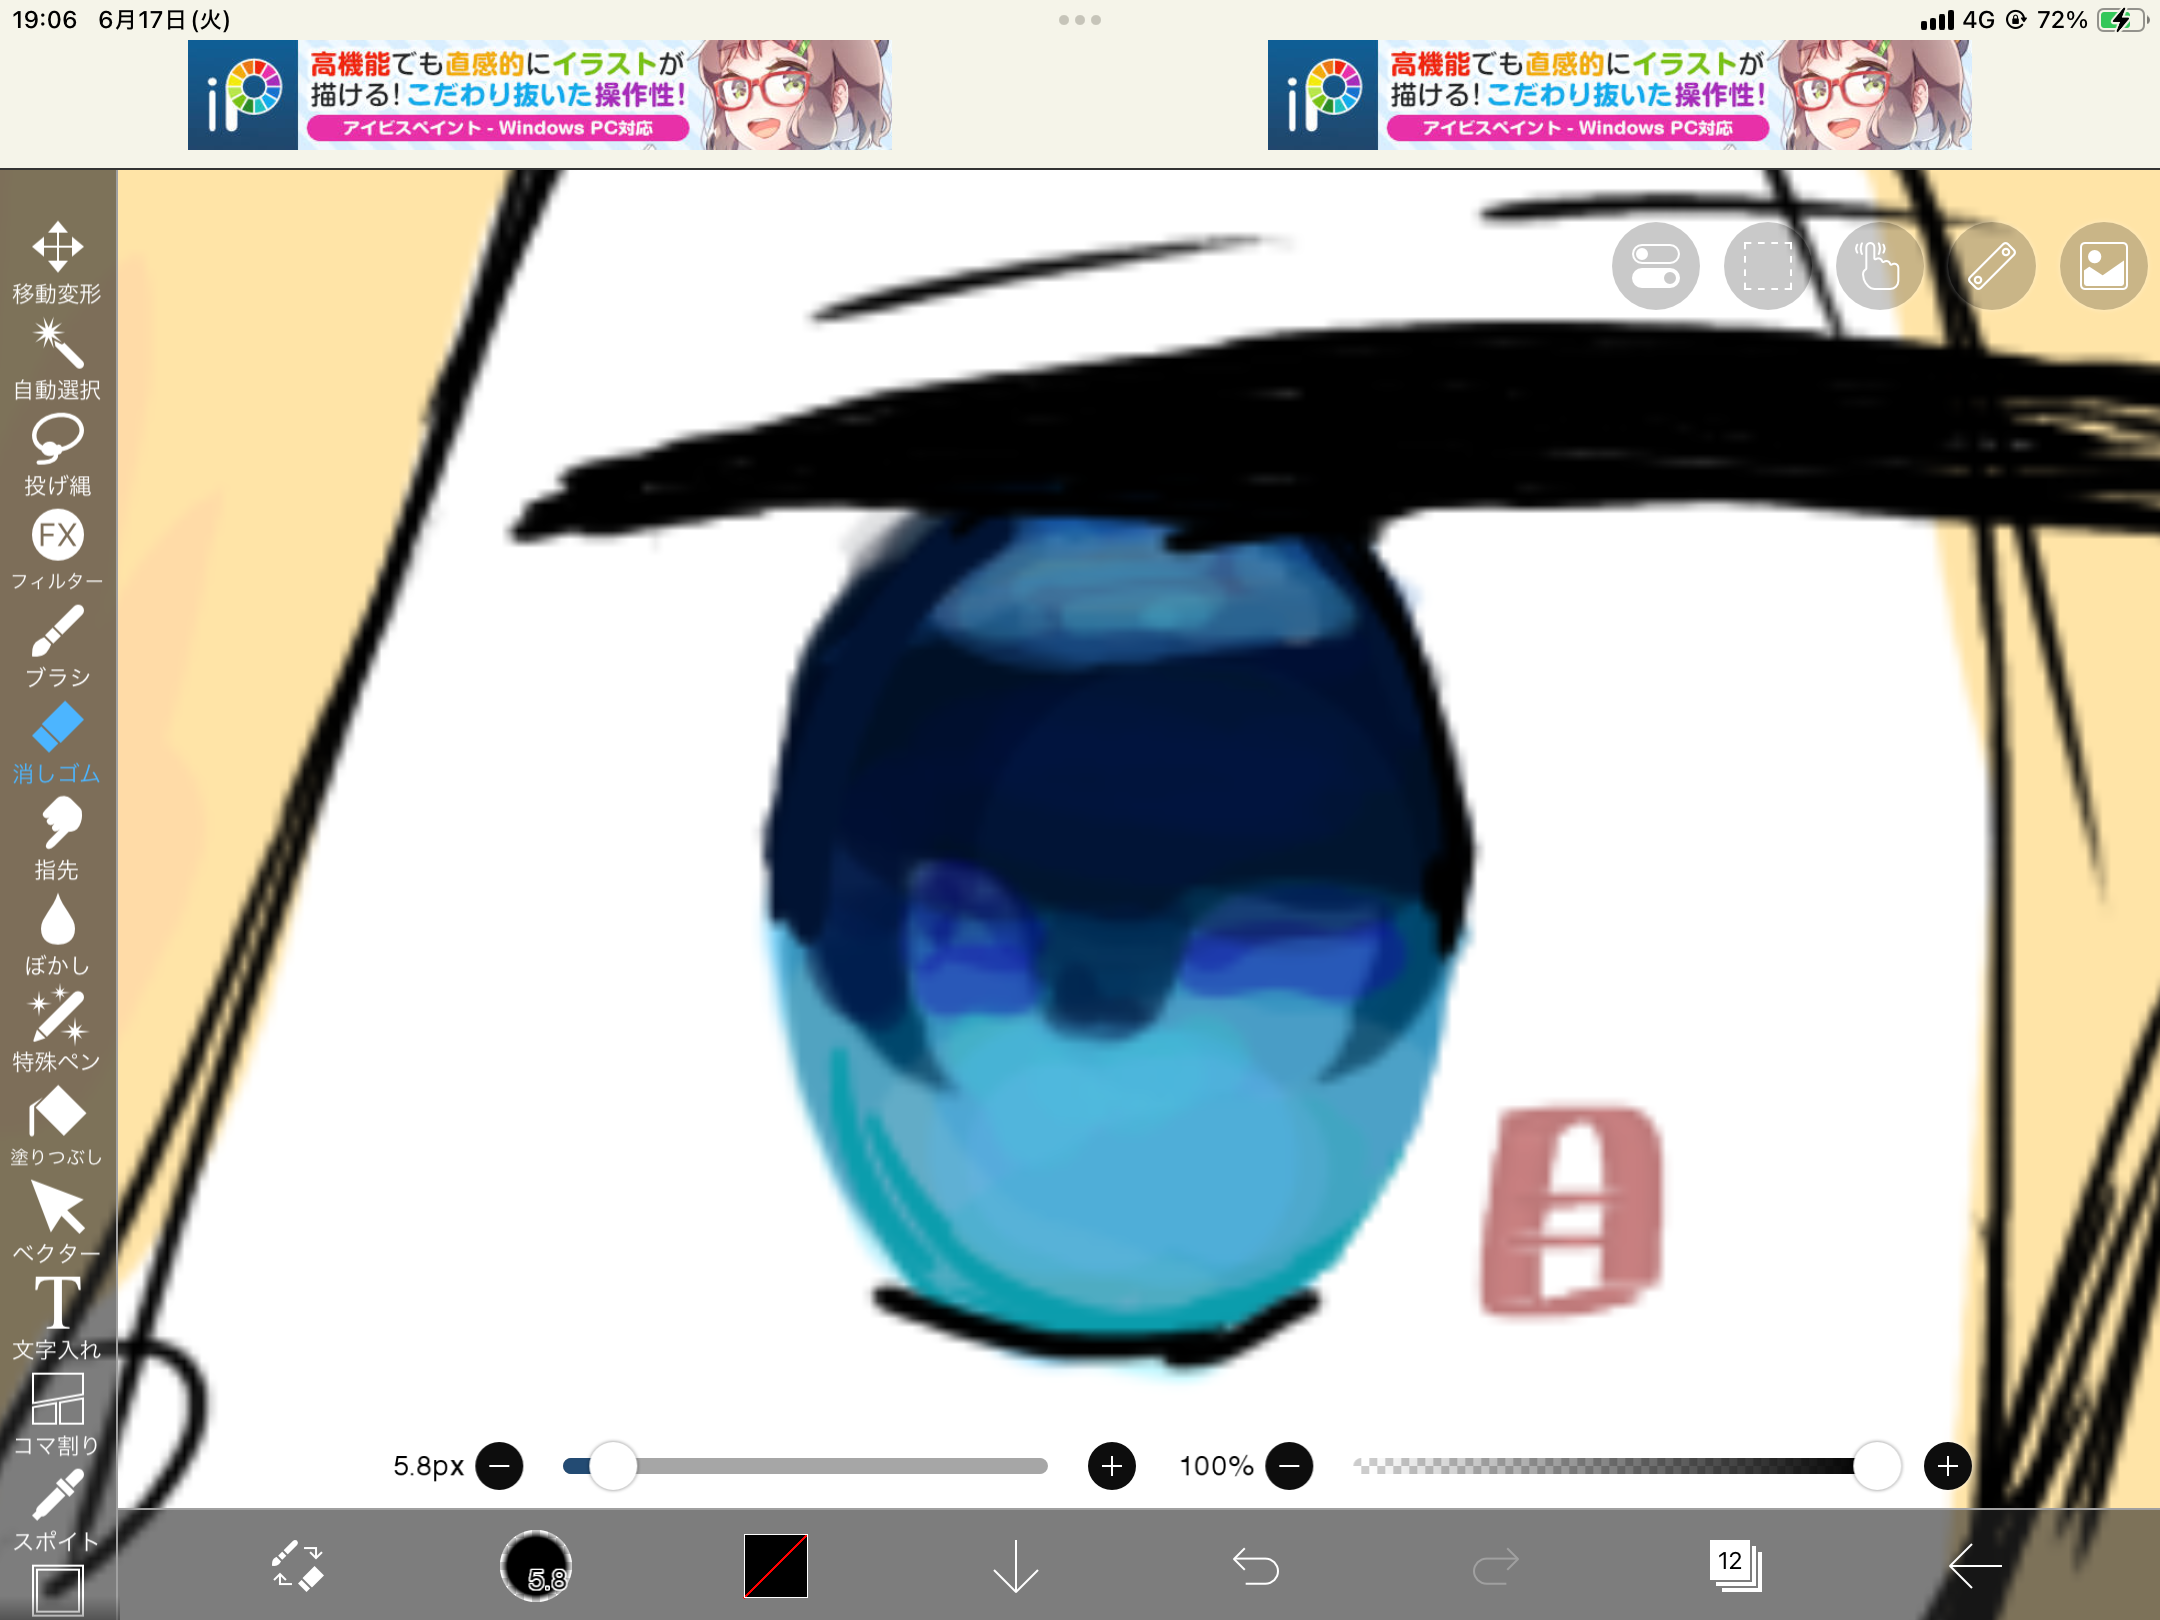 19:06 6月17日(火)
4G 72%
iP
高機能でも直感的にイラストが
描ける!こだわり抜いた操作性!
アイビスペイント - Windows PC対応
iP
高機能でも直感的にイラストが
描ける!こだわり抜いた操作性!
アイビスペイント - Windows PC対応
移動変形
自動選択
投げ縄
FX
フィルター
ブラシ
消しゴム
指先
ぼかし
特殊ペン
塗りつぶし
ベクター
T
文字入れ
コマ割り
スポイト
5.8px
100%
5.8
12